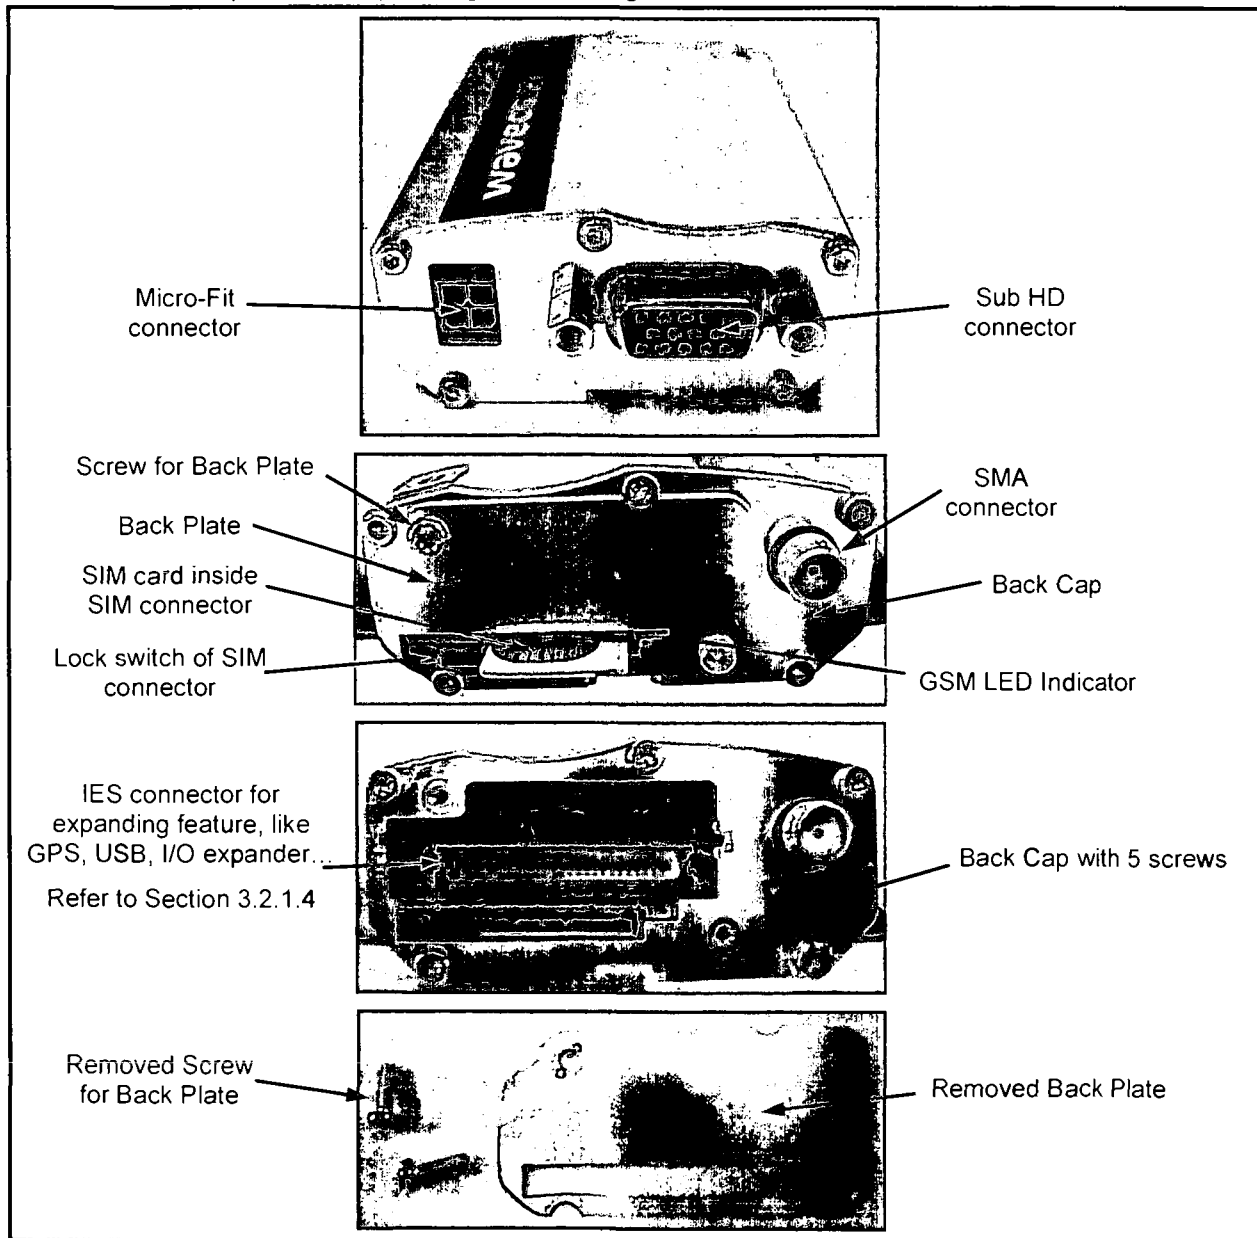 wavecom
Micro-Fit
connector
Sub HD
connector
Screw for Back Plate
Back Plate
SIM card inside
SIM connector
Lock switch of SIM
connector
SMA
connector
Back Cap
GSM LED Indicator
IES connector for
expanding feature, like
GPS, USB, I/O expander...
Refer to Section 3.2.1.4
Back Cap with 5 screws
Removed Screw
for Back Plate
Removed Back Plate